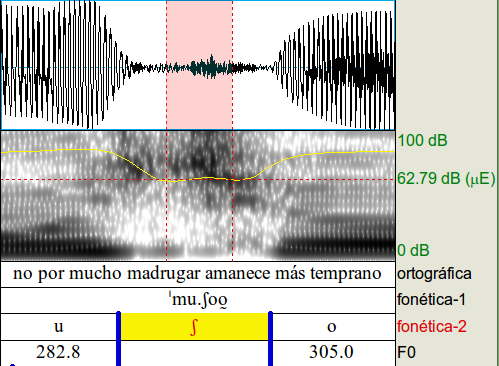 100 dB
62.79 dB (µE)
0 dB
no por mucho madrugar amanece más temprano ortográfica
ˈmu.ʃoo̯ fonética-1
u ʃ o fonética-2
282.8 305.0 F0